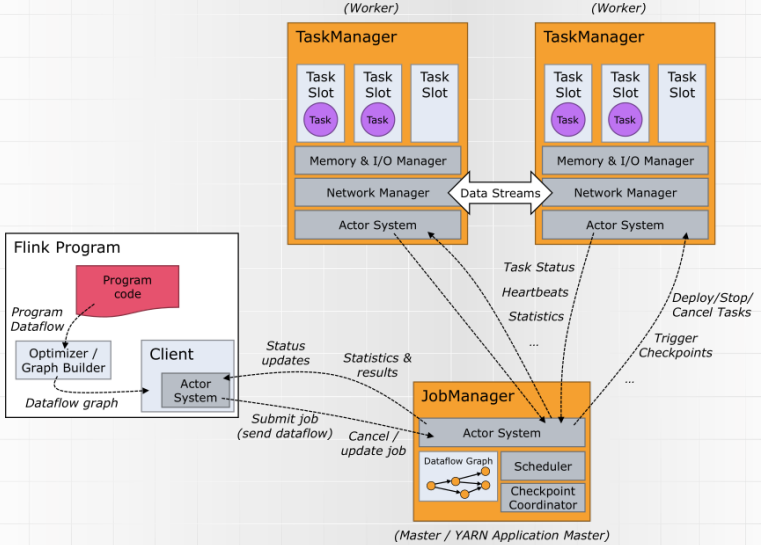 (Worker)
(Worker)
TaskManager
TaskManager
Task
Slot
Task
Task
Slot
Task
Task
Slot
Task
Slot
Task
Task
Slot
Task
Task
Slot
Memory & I/O Manager
Memory & I/O Manager
Network Manager
Data Streams
Network Manager
Actor System
Actor System
Flink Program
Program
code
Program
Dataflow
Optimizer /
Graph Builder
Dataflow graph
Client
Actor
System
Status
updates
Statistics &
results
Submit job
(send dataflow)
Cancel /
update job
Task Status
Heartbeats
Statistics
...
Deploy/Stop/
Cancel Tasks
Trigger
Checkpoints
...
JobManager
Actor System
Dataflow Graph
Scheduler
Checkpoint
Coordinator
(Master / YARN Application Master)